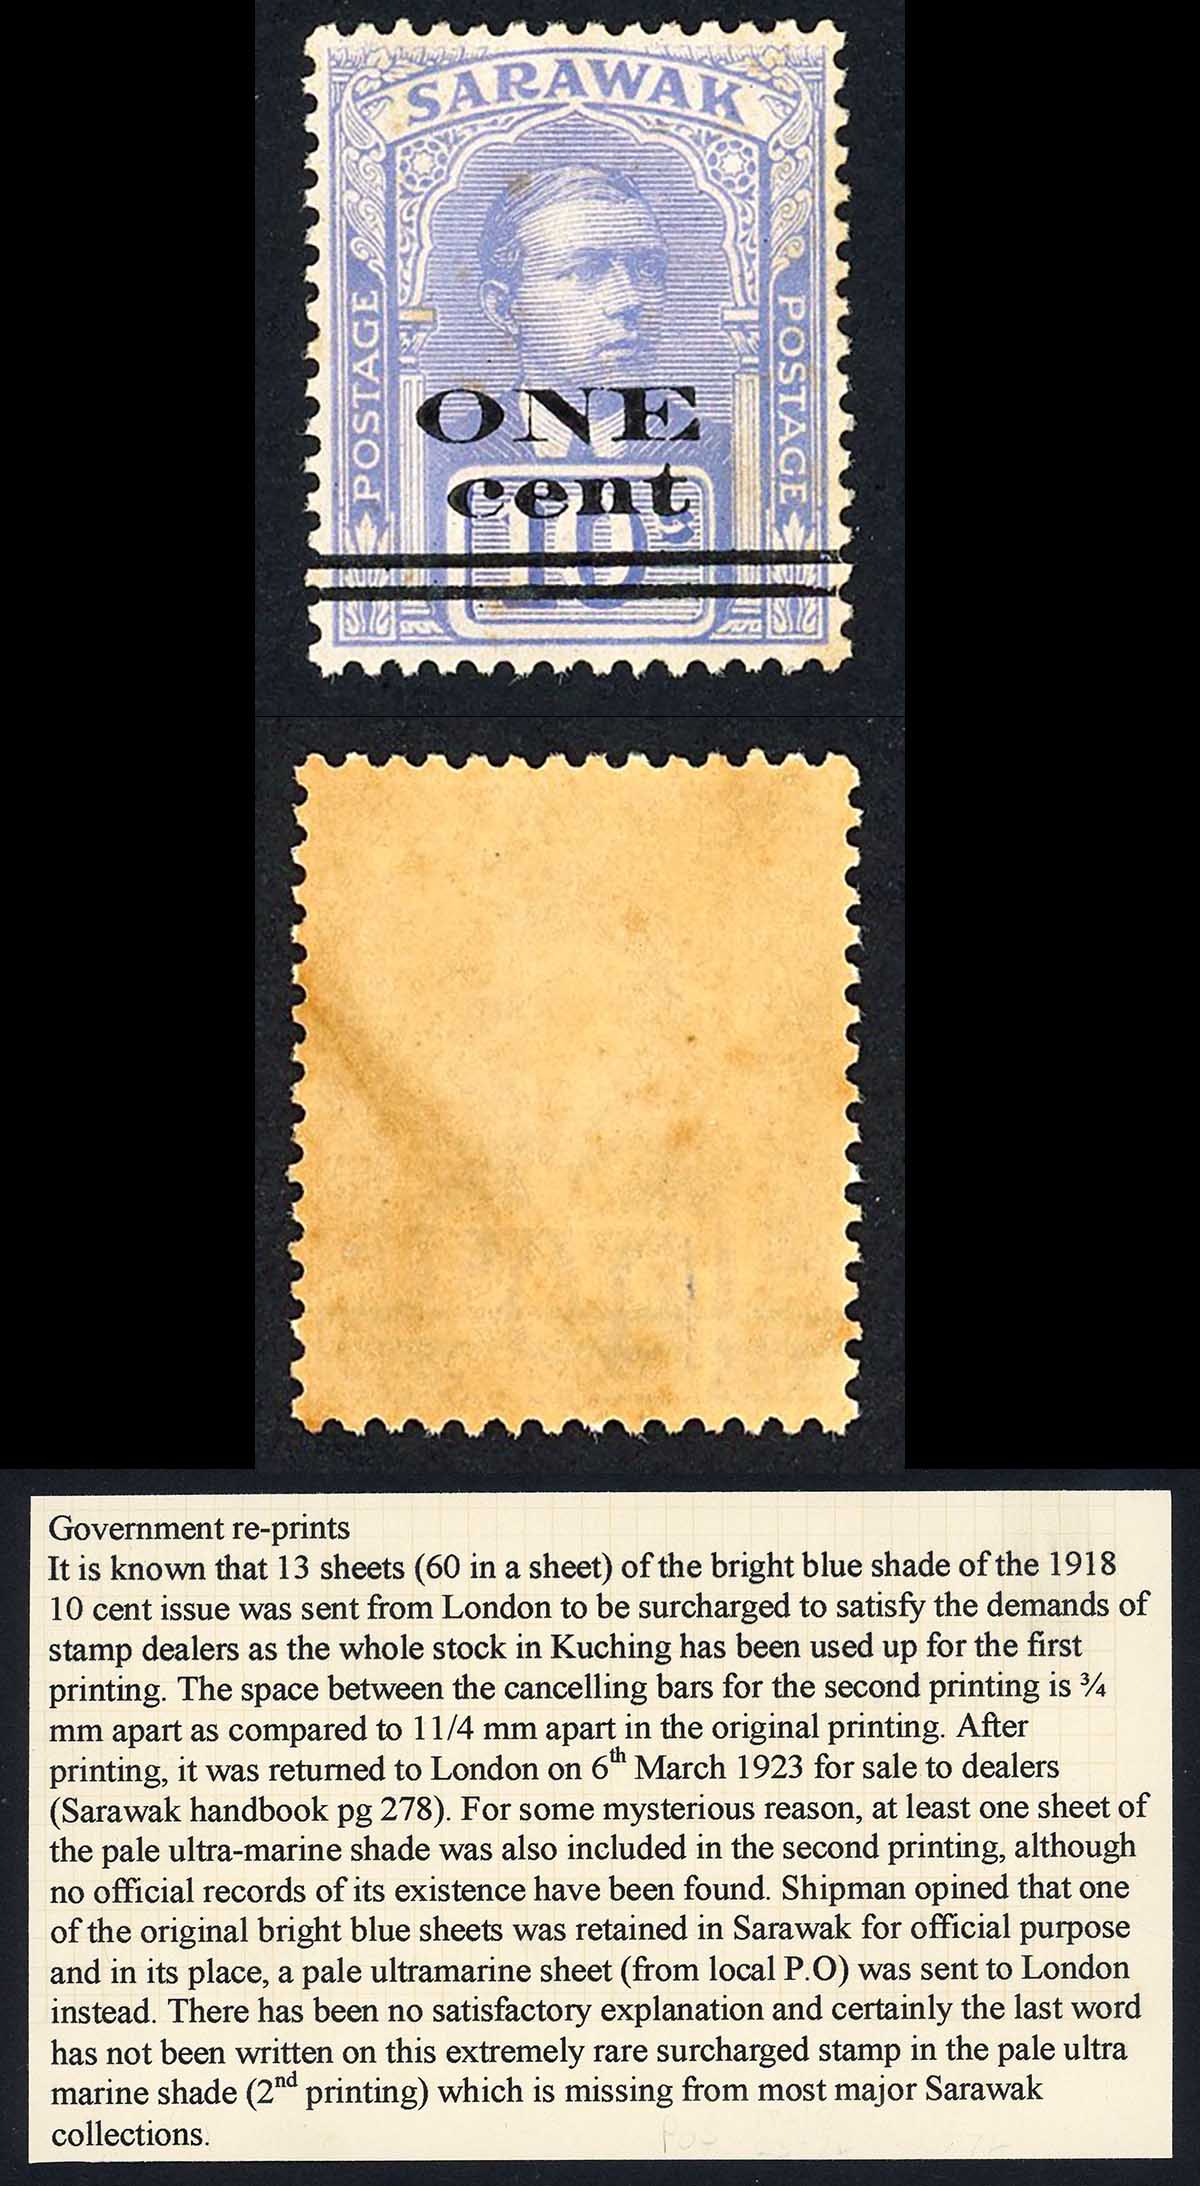 SARAWAK
POSTAGE
POSTAGE
ONE
cent
10c
Government re-prints
It is known that 13 sheets (60 in a sheet) of the bright blue shade of the 1918
10 cent issue was sent from London to be surcharged to satisfy the demands of
stamp dealers as the whole stock in Kuching has been used up for the first
printing. The space between the cancelling bars for the second printing is ¾
mm apart as compared to 11/4 mm apart in the original printing. After
printing, it was returned to London on 6th March 1923 for sale to dealers
(Sarawak handbook pg 278). For some mysterious reason, at least one sheet of
the pale ultra-marine shade was also included in the second printing, although
no official records of its existence have been found. Shipman opined that one
of the original bright blue sheets was retained in Sarawak for official purpose
and in its place, a pale ultramarine sheet (from local P.O) was sent to London
instead. There has been no satisfactory explanation and certainly the last word
has not been written on this extremely rare surcharged stamp in the pale ultra
marine shade (2nd printing) which is missing from most major Sarawak
collections.